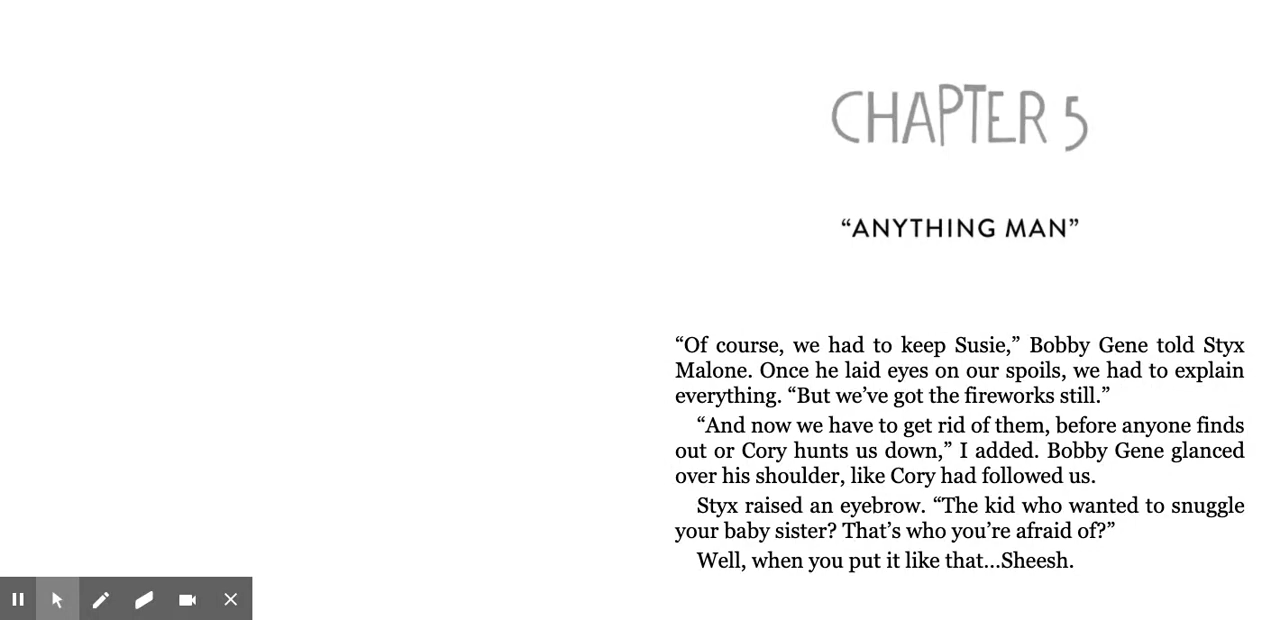 CHAPTER 5
“ANYTHING MAN”
“Of course, we had to keep Susie,” Bobby Gene told Styx
Malone. Once he laid eyes on our spoils, we had to explain
everything. “But we’ve got the fireworks still.”
“And now we have to get rid of them, before anyone finds
out or Cory hunts us down,” I added. Bobby Gene glanced
over his shoulder, like Cory had followed us.
Styx raised an eyebrow. “The kid who wanted to snuggle
your baby sister? That’s who you’re afraid of?”
Well, when you put it like that...Sheesh.